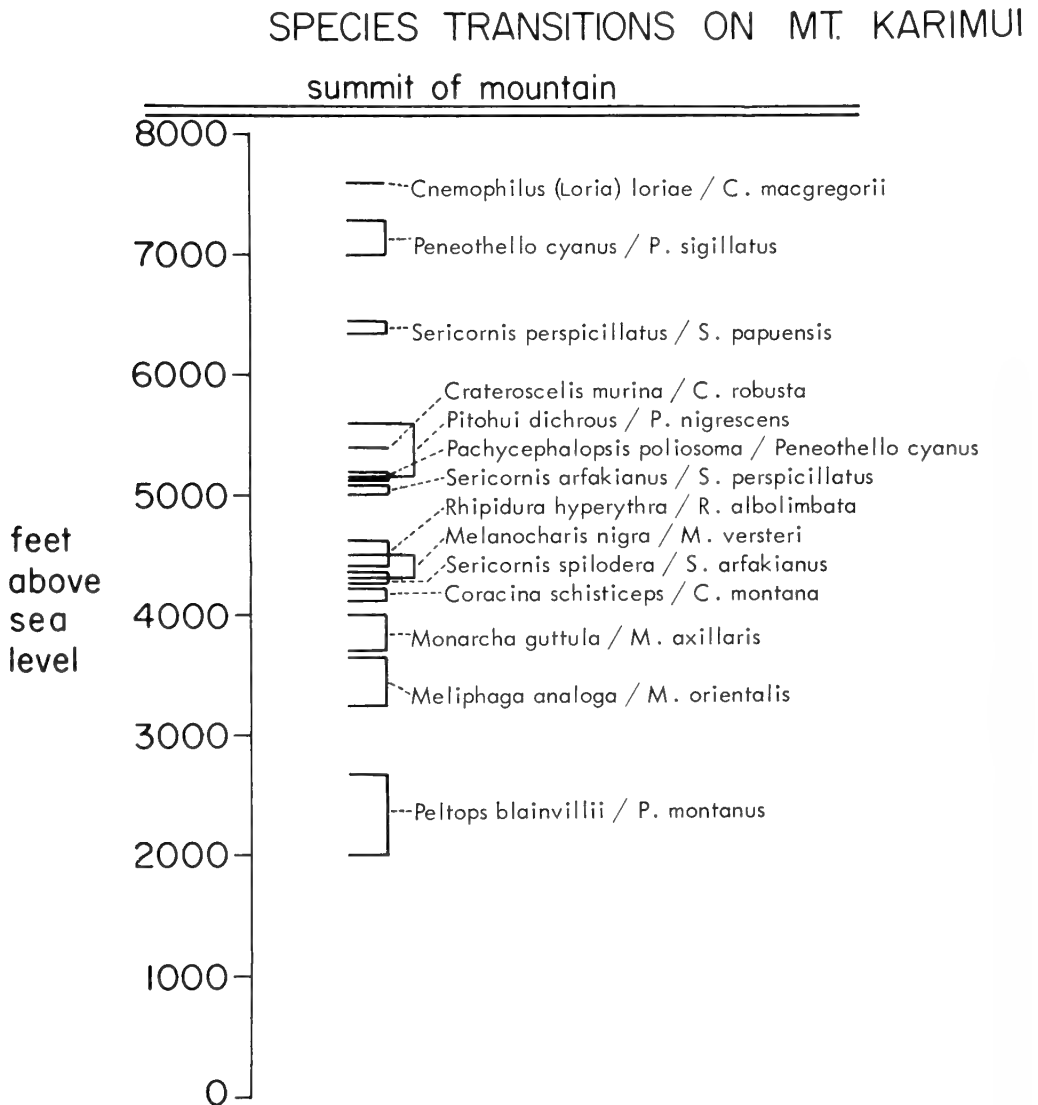 SPECIES TRANSITIONS ON MT. KARIMUI
summit of mountain
8000
Cnemophilus (Loria) loriae / C. macgregorii
Peneothello cyanus / P. sigillatus
7000
Sericornis perspicillatus / S. papuensis
6000
Crateroscelis murina / C. robusta
Pitohui dichrous / P. nigrescens
Pachycephalopsis poliosoma / Peneothello cyanus
Sericornis arfakianus / S. perspicillatus
5000
Rhipidura hyperythra / R. albolimbata
Melanocharis nigra / M. versteri
Sericornis spilodera / S. arfakianus
Coracina schisticeps / C. montana
4000
Monarcha guttula / M. axillaris
Meliphaga analoga / M. orientalis
3000
Peltops blainvillii / P. montanus
2000
1000
0
feet
above
sea
level